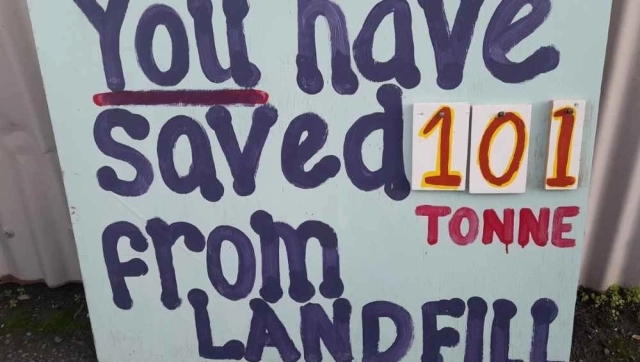 You have
saved 101
TONNE
from
LANDFILL